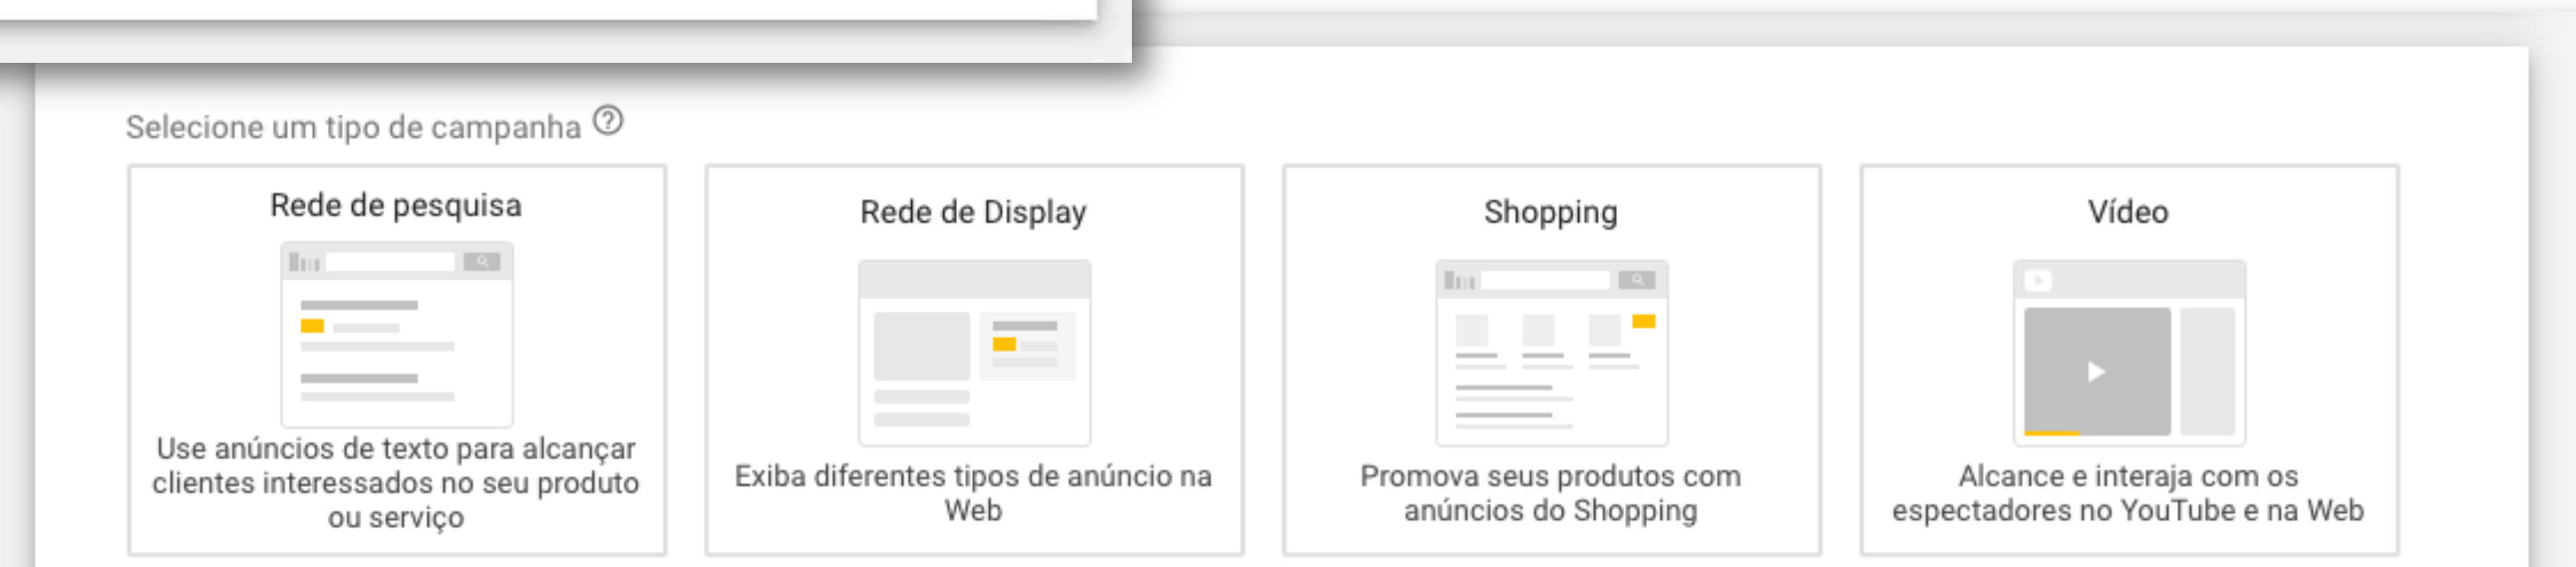 Selecione um tipo de campanha ?
Rede de pesquisa
Use anúncios de texto para alcançar
clientes interessados no seu produto
ou serviço
Rede de Display
Exiba diferentes tipos de anúncio na
Web
Shopping
Promova seus produtos com
anúncios do Shopping
Vídeo
Alcance e interaja com os
espectadores no YouTube e na Web